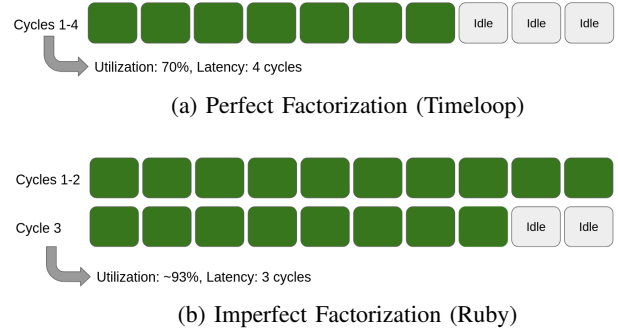 Cycles 1-4 Idle Idle Idle
Utilization: 70%, Latency: 4 cycles
(a) Perfect Factorization (Timeloop)
Cycles 1-2
Cycle 3 Idle Idle
Utilization: ~93%, Latency: 3 cycles
(b) Imperfect Factorization (Ruby)